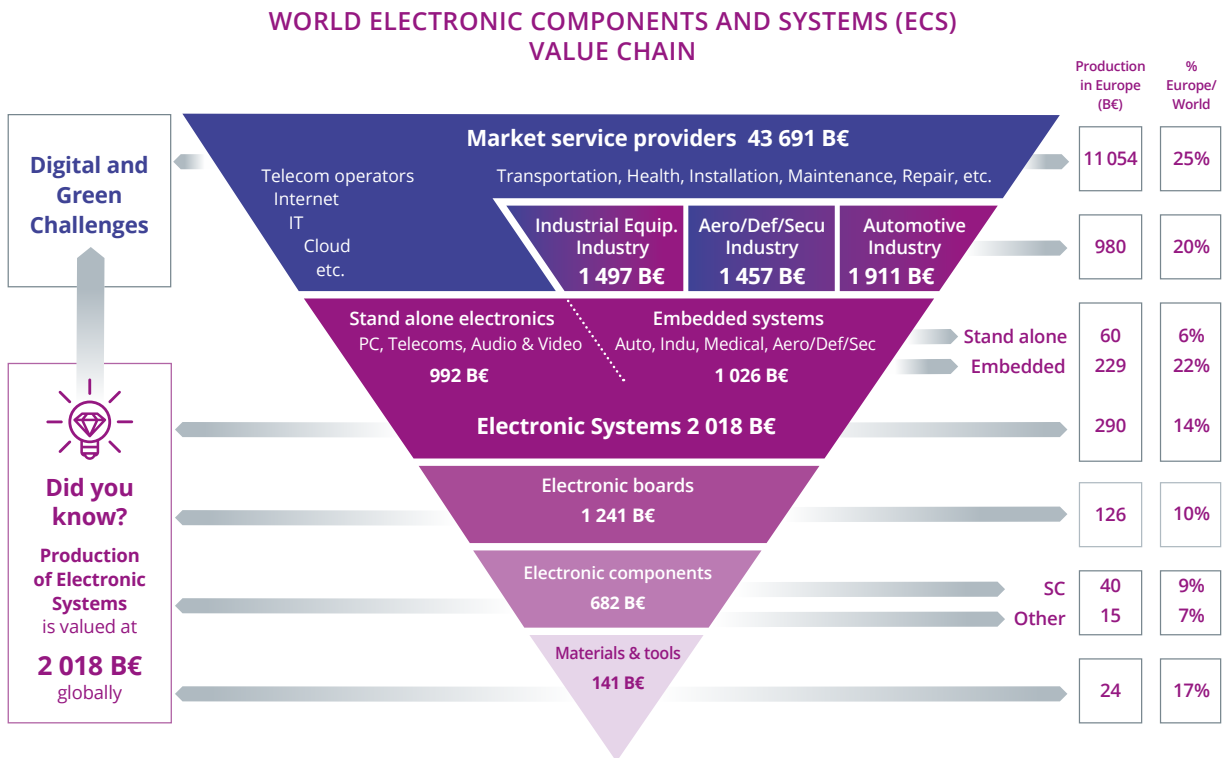 WORLD ELECTRONIC COMPONENTS AND SYSTEMS (ECS)
VALUE CHAIN
Production
in Europe
(B€)
%
Europe/
World
Digital and
Green
Challenges
Market service providers 43 691 B€
11 054
25%
Telecom operators
Internet
IT
Cloud
etc.
Transportation, Health, Installation, Maintenance, Repair, etc.
Industrial Equip.
Industry
1 497 B€
Aero/Def/Secu
Industry
1 457 B€
Automotive
Industry
1 911 B€
980
20%
Stand alone electronics
PC, Telecoms, Audio & Video
992 B€
Embedded systems
Auto, Indu, Medical, Aero/Def/Sec
1 026 B€
Stand alone
60
6%
Embedded
229
22%
Electronic Systems 2 018 B€
290
14%
Did you
know?
Production
of Electronic
Systems
is valued at
2 018 B€
globally
Electronic boards
1 241 B€
126
10%
Electronic components
682 B€
SC
40
9%
Other
15
7%
Materials & tools
141 B€
24
17%